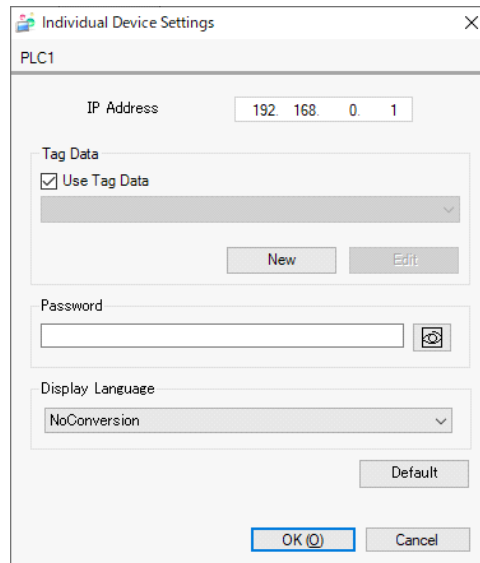 Individual Device Settings
PLC1
IP Address 192. 168. 0. 1
Tag Data
Use Tag Data
New Edit
Password
Display Language
NoConversion
Default
OK (O) Cancel